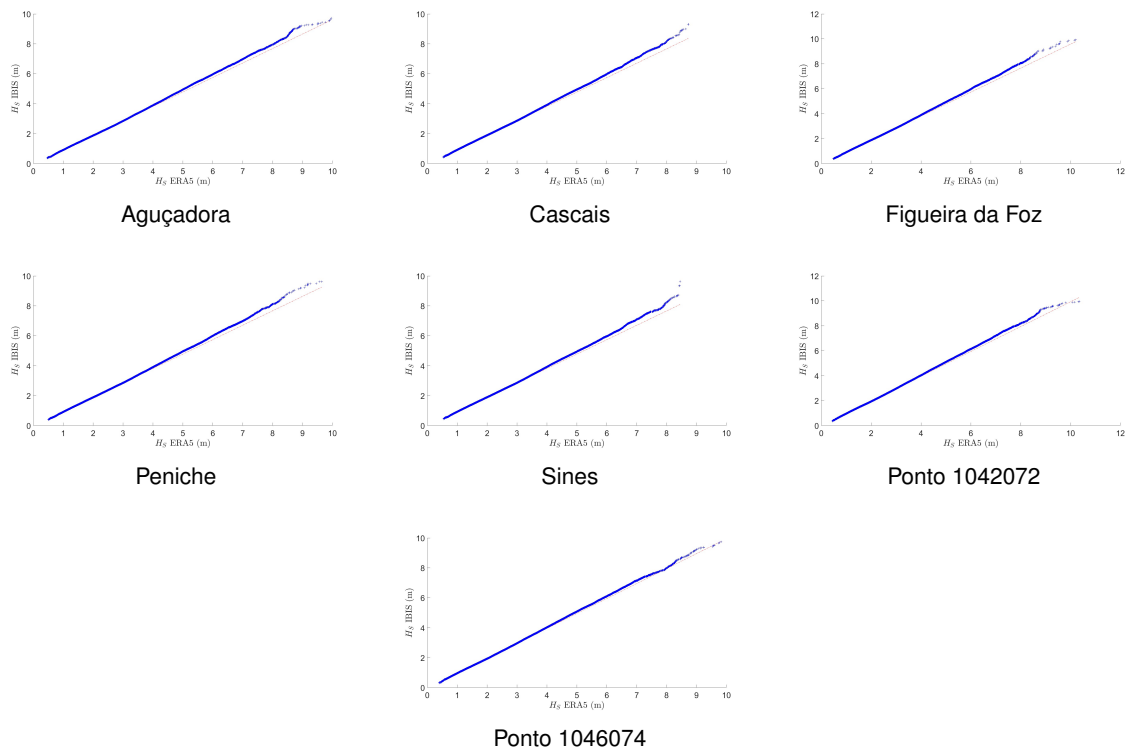 10
8
6
4
2
0
H_S IBIS (m)
0 1 2 3 4 5 6 7 8 9 10
H_S ERA5 (m)
Aguçadora
10
8
6
4
2
0
H_S IBIS (m)
0 1 2 3 4 5 6 7 8 9 10
H_S ERA5 (m)
Cascais
12
10
8
6
4
2
0
H_S IBIS (m)
0 2 4 6 8 10 12
H_S ERA5 (m)
Figueira da Foz
10
8
6
4
2
0
H_S IBIS (m)
0 1 2 3 4 5 6 7 8 9 10
H_S ERA5 (m)
Peniche
10
8
6
4
2
0
H_S IBIS (m)
0 1 2 3 4 5 6 7 8 9 10
H_S ERA5 (m)
Sines
12
10
8
6
4
2
0
H_S IBIS (m)
0 2 4 6 8 10 12
H_S ERA5 (m)
Ponto 1042072
10
8
6
4
2
0
H_S IBIS (m)
0 1 2 3 4 5 6 7 8 9 10
H_S ERA5 (m)
Ponto 1046074